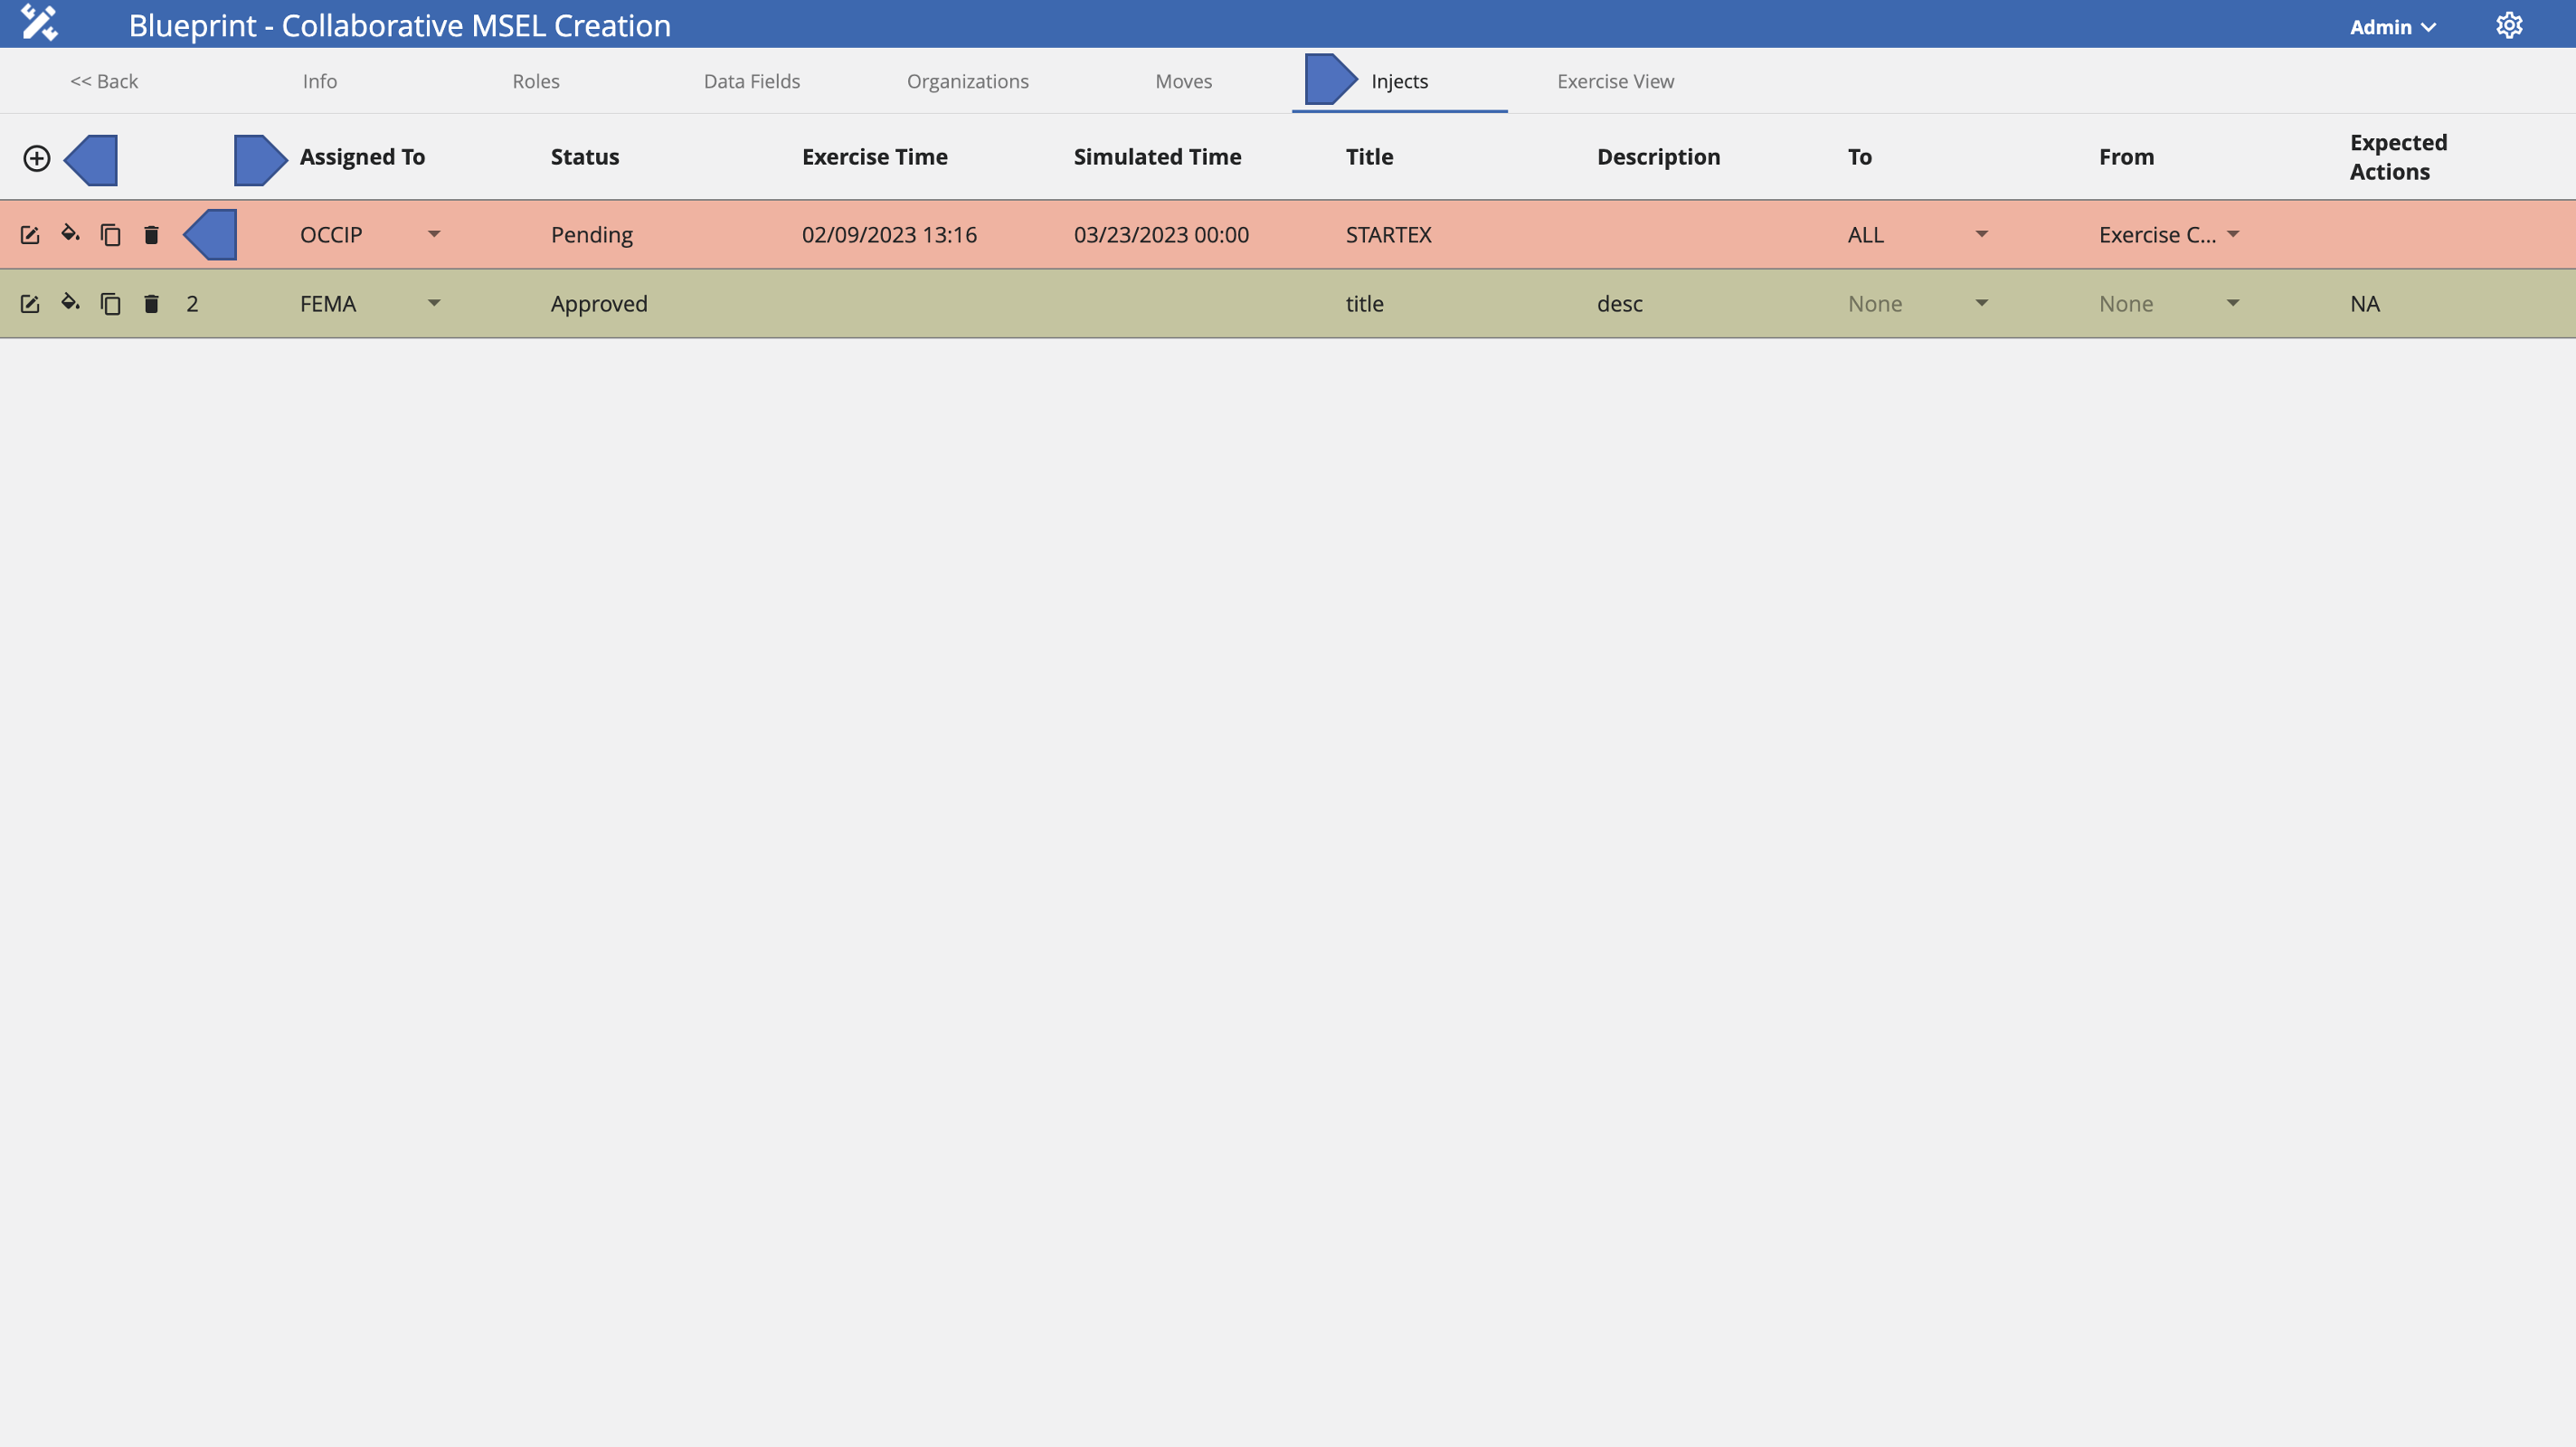 Blueprint - Collaborative MSEL Creation Admin
<< Back Info Roles Data Fields Organizations Moves Injects Exercise View
Assigned To Status Exercise Time Simulated Time Title Description To From Expected Actions
OCCIP Pending 02/09/2023 13:16 03/23/2023 00:00 STARTEX ALL Exercise C...
2 FEMA Approved title desc None None NA